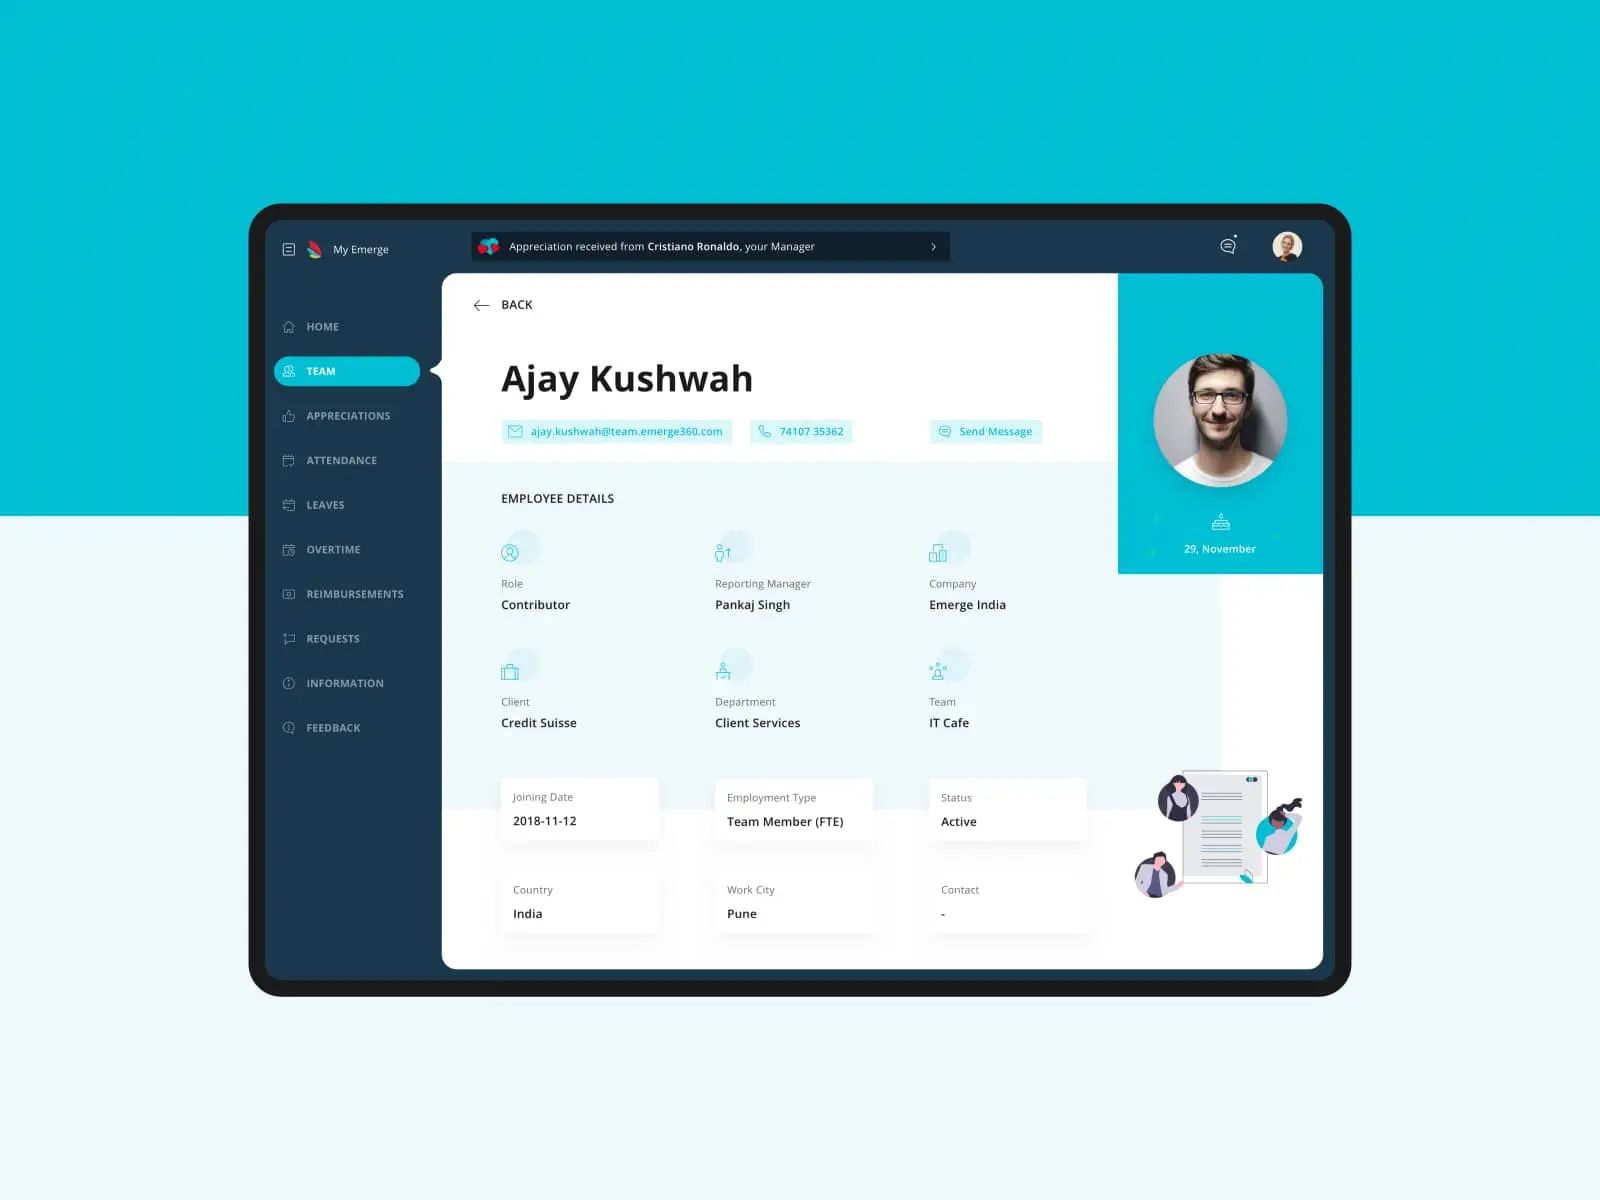 My Emerge
Appreciation received from Cristiano Ronaldo, your Manager
HOME
TEAM
APPRECIATIONS
ATTENDANCE
LEAVES
OVERTIME
REIMBURSEMENTS
REQUESTS
INFORMATION
FEEDBACK
BACK
Ajay Kushwah
ajay.kushwah@team.emerge360.com
74107 35362
Send Message
29, November
EMPLOYEE DETAILS
Role
Contributor
Reporting Manager
Pankaj Singh
Company
Emerge India
Client
Credit Suisse
Department
Client Services
Team
IT Cafe
Joining Date
2018-11-12
Employment Type
Team Member (FTE)
Status
Active
Country
India
Work City
Pune
Contact
-